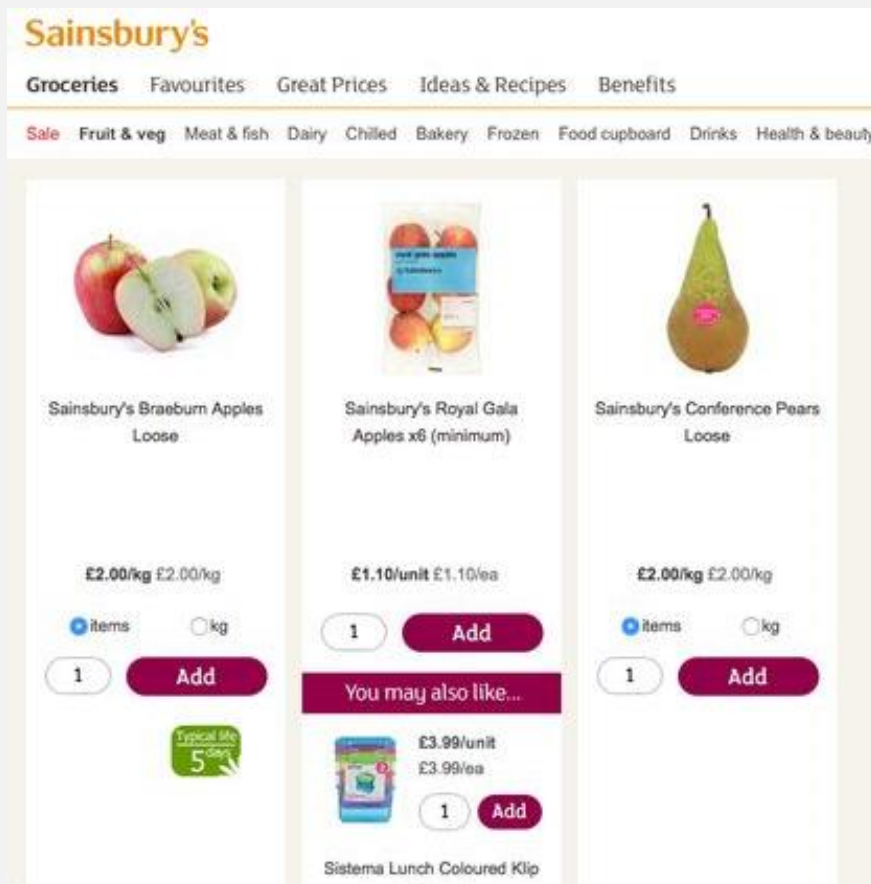 Sainsbury's
Groceries Favourites Great Prices Ideas & Recipes Benefits
Sale Fruit & veg Meat & fish Dairy Chilled Bakery Frozen Food cupboard Drinks Health & beauty
Sainsbury's Braeburn Apples
Loose
£2.00/kg £2.00/kg
items kg
1 Add
Typical life
5 days
Sainsbury's Royal Gala
Apples x6 (minimum)
£1.10/unit £1.10/ea
1 Add
You may also like...
£3.99/unit
£3.99/ea
1 Add
Sistema Lunch Coloured Klip
Sainsbury's Conference Pears
Loose
£2.00/kg £2.00/kg
items kg
1 Add